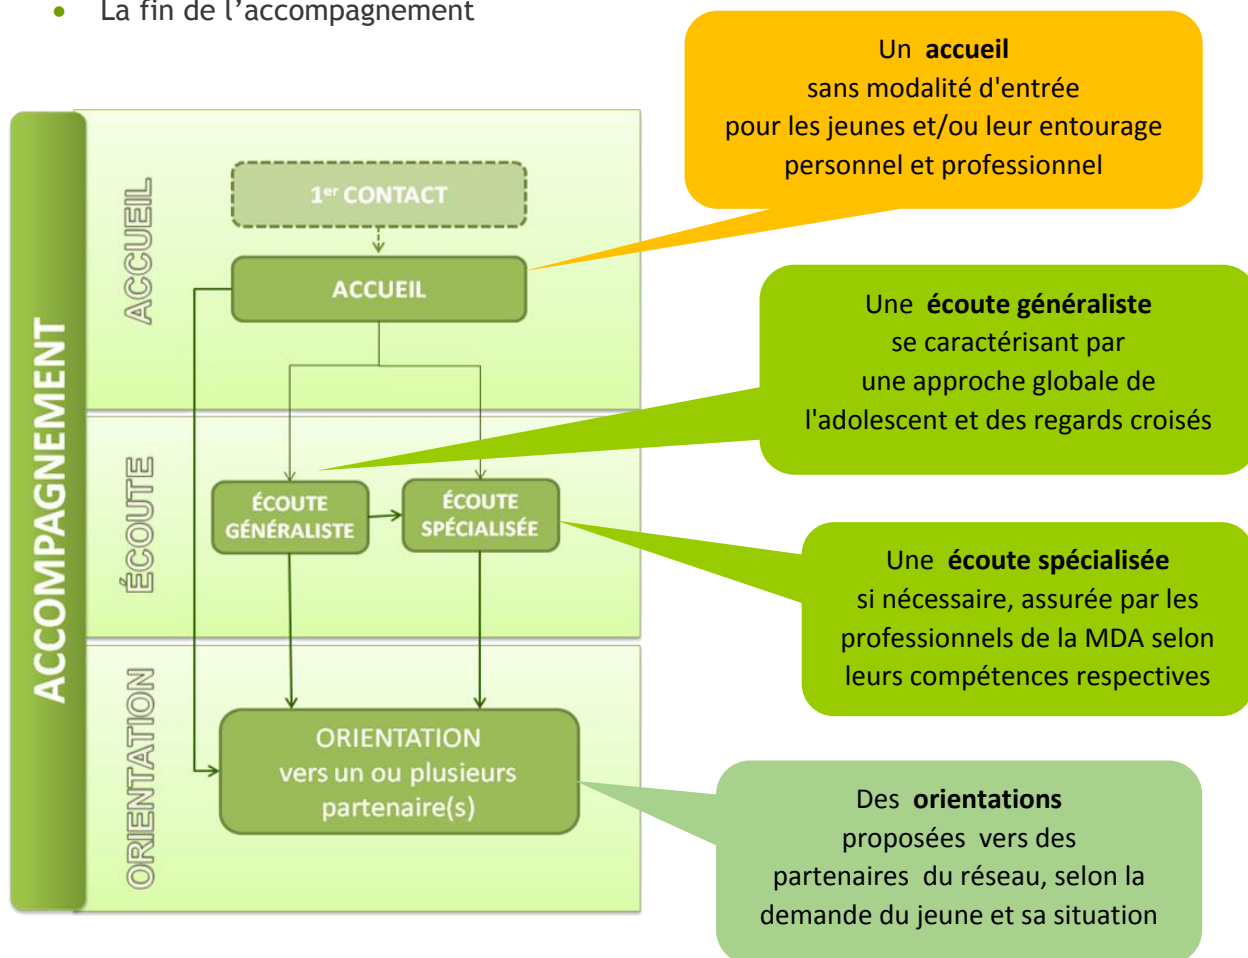 • La fin de l’accompagnement
Un accueil
sans modalité d'entrée
pour les jeunes et/ou leur entourage
personnel et professionnel
ACCOMPAGNEMENT
ACCUEIL
1er CONTACT
ACCUEIL
Une écoute généraliste
se caractérisant par
une approche globale de
l'adolescent et des regards croisés
ÉCOUTE
ÉCOUTE
GÉNÉRALISTE
ÉCOUTE
SPÉCIALISÉE
Une écoute spécialisée
si nécessaire, assurée par les
professionnels de la MDA selon
leurs compétences respectives
ORIENTATION
ORIENTATION
vers un ou plusieurs
partenaire(s)
Des orientations
proposées vers des
partenaires du réseau, selon la
demande du jeune et sa situation